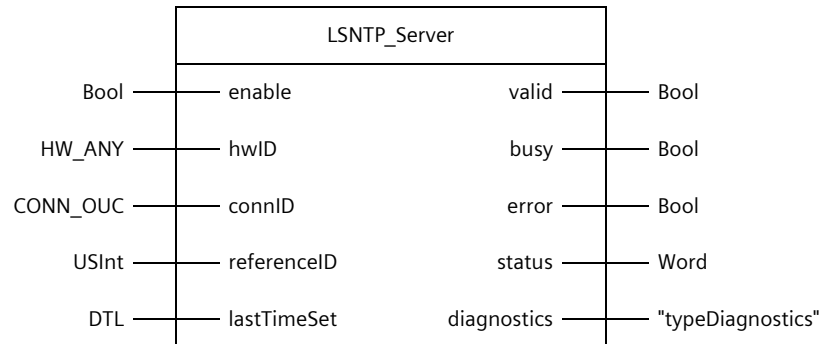 LSNTP_Server
Bool enable valid Bool
HW_ANY hwID busy Bool
CONN_OUC connID error Bool
USInt referenceID status Word
DTL lastTimeSet diagnostics "typeDiagnostics"